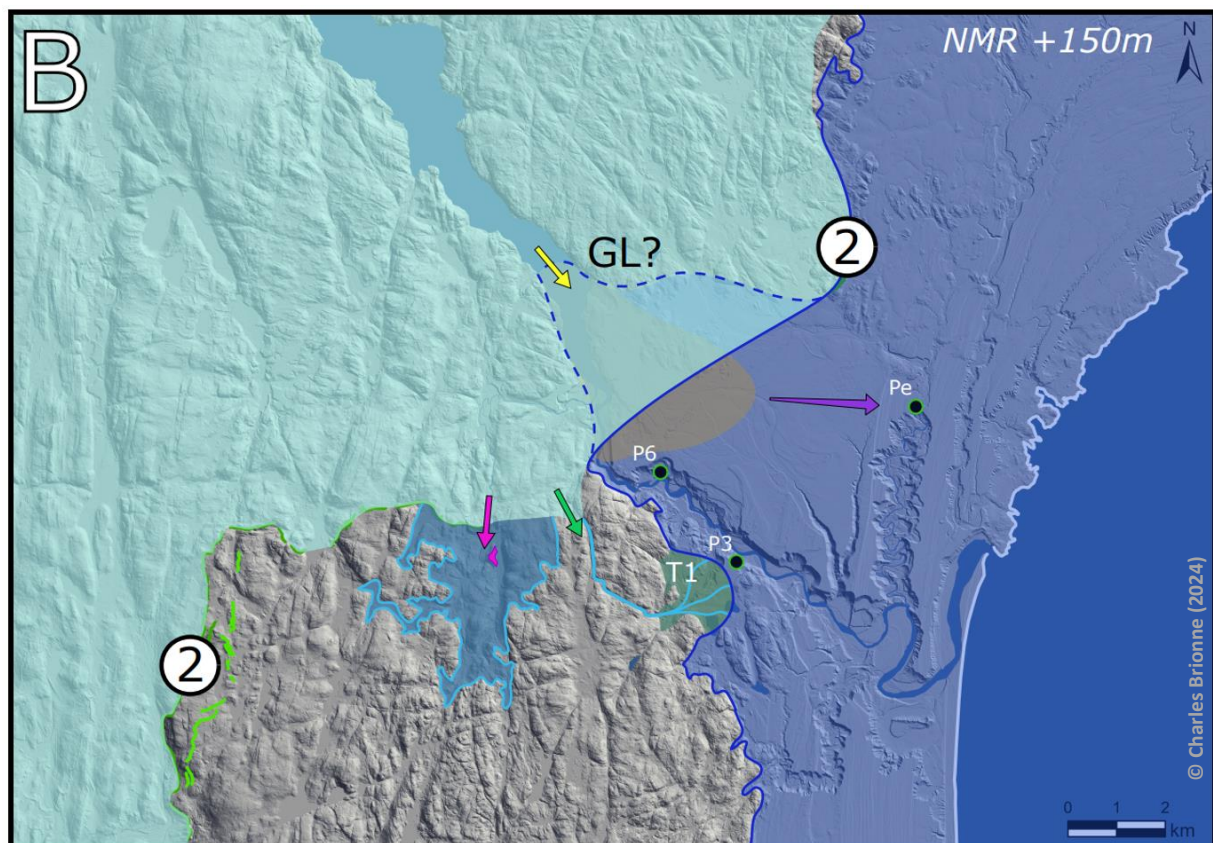 B
NMR +150m
N
GL?
2
Pe
P6
P3
T1
2
© Charles Brionne (2024)
0 1 2
km